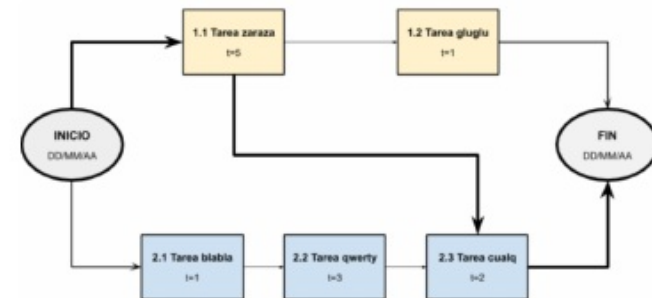 1.1 Tarea zaraza
t=5
1.2 Tarea gluglu
t=1
INICIO
DD/MM/AA
FIN
DD/MM/AA
2.1 Tarea blabla
t=1
2.2 Tarea qwerty
t=3
2.3 Tarea cualq
t=2